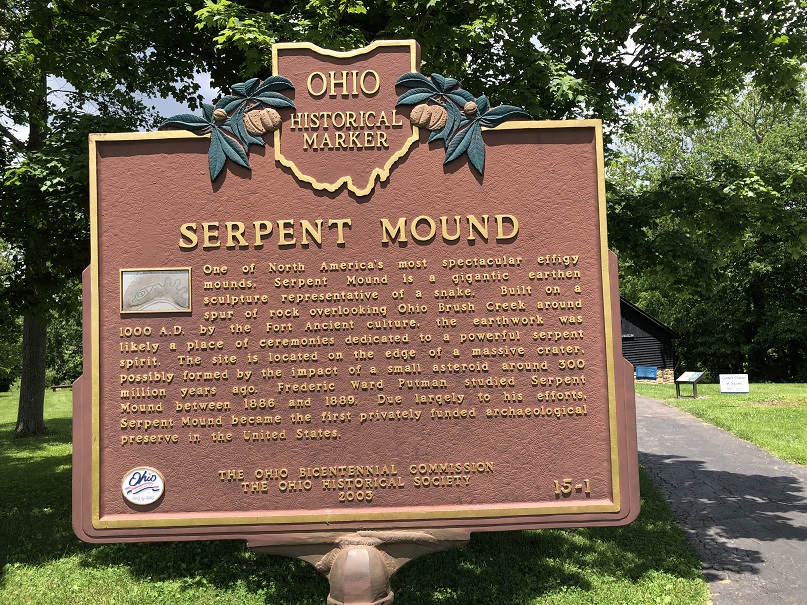 OHIO
HISTORICAL
MARKER
SERPENT MOUND
One of North America's most spectacular effigy
mounds, Serpent Mound is a gigantic earthen
sculpture representative of a snake. Built on a
spur of rock overlooking Ohio Brush Creek around
1000 A.D. by the Fort Ancient culture, the earthwork was
likely a place of ceremonies dedicated to a powerful serpent
spirit. The site is located on the edge of a massive crater,
possibly formed by the impact of a small asteroid around 300
million years ago. Frederic Ward Putman studied Serpent
Mound between 1886 and 1889. Due largely to his efforts,
Serpent Mound became the first privately funded archaeological
preserve in the United States.
Ohio
THE OHIO BICENTENNIAL COMMISSION
THE OHIO HISTORICAL SOCIETY
2003
15-1